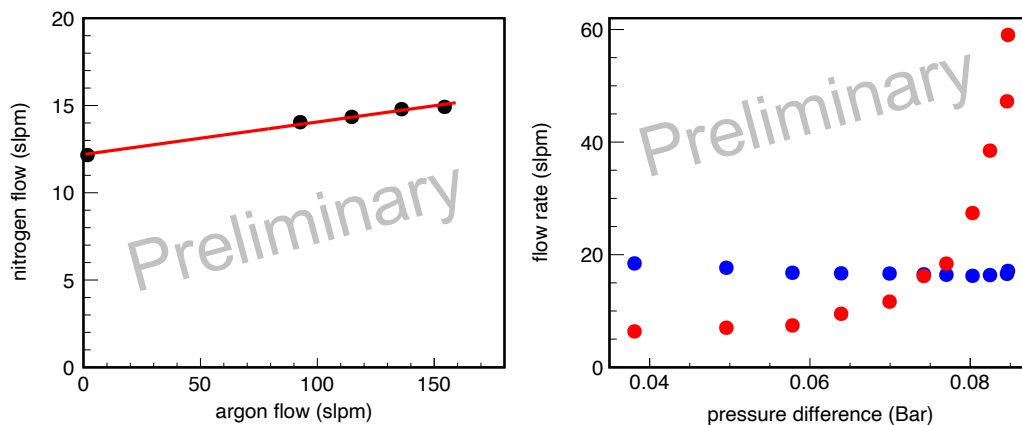 20
15
10
5
0
nitrogen flow (slpm)
0 50 100 150
argon flow (slpm)
Preliminary
60
40
20
0
flow rate (slpm)
0.04 0.06 0.08
pressure difference (Bar)
Preliminary